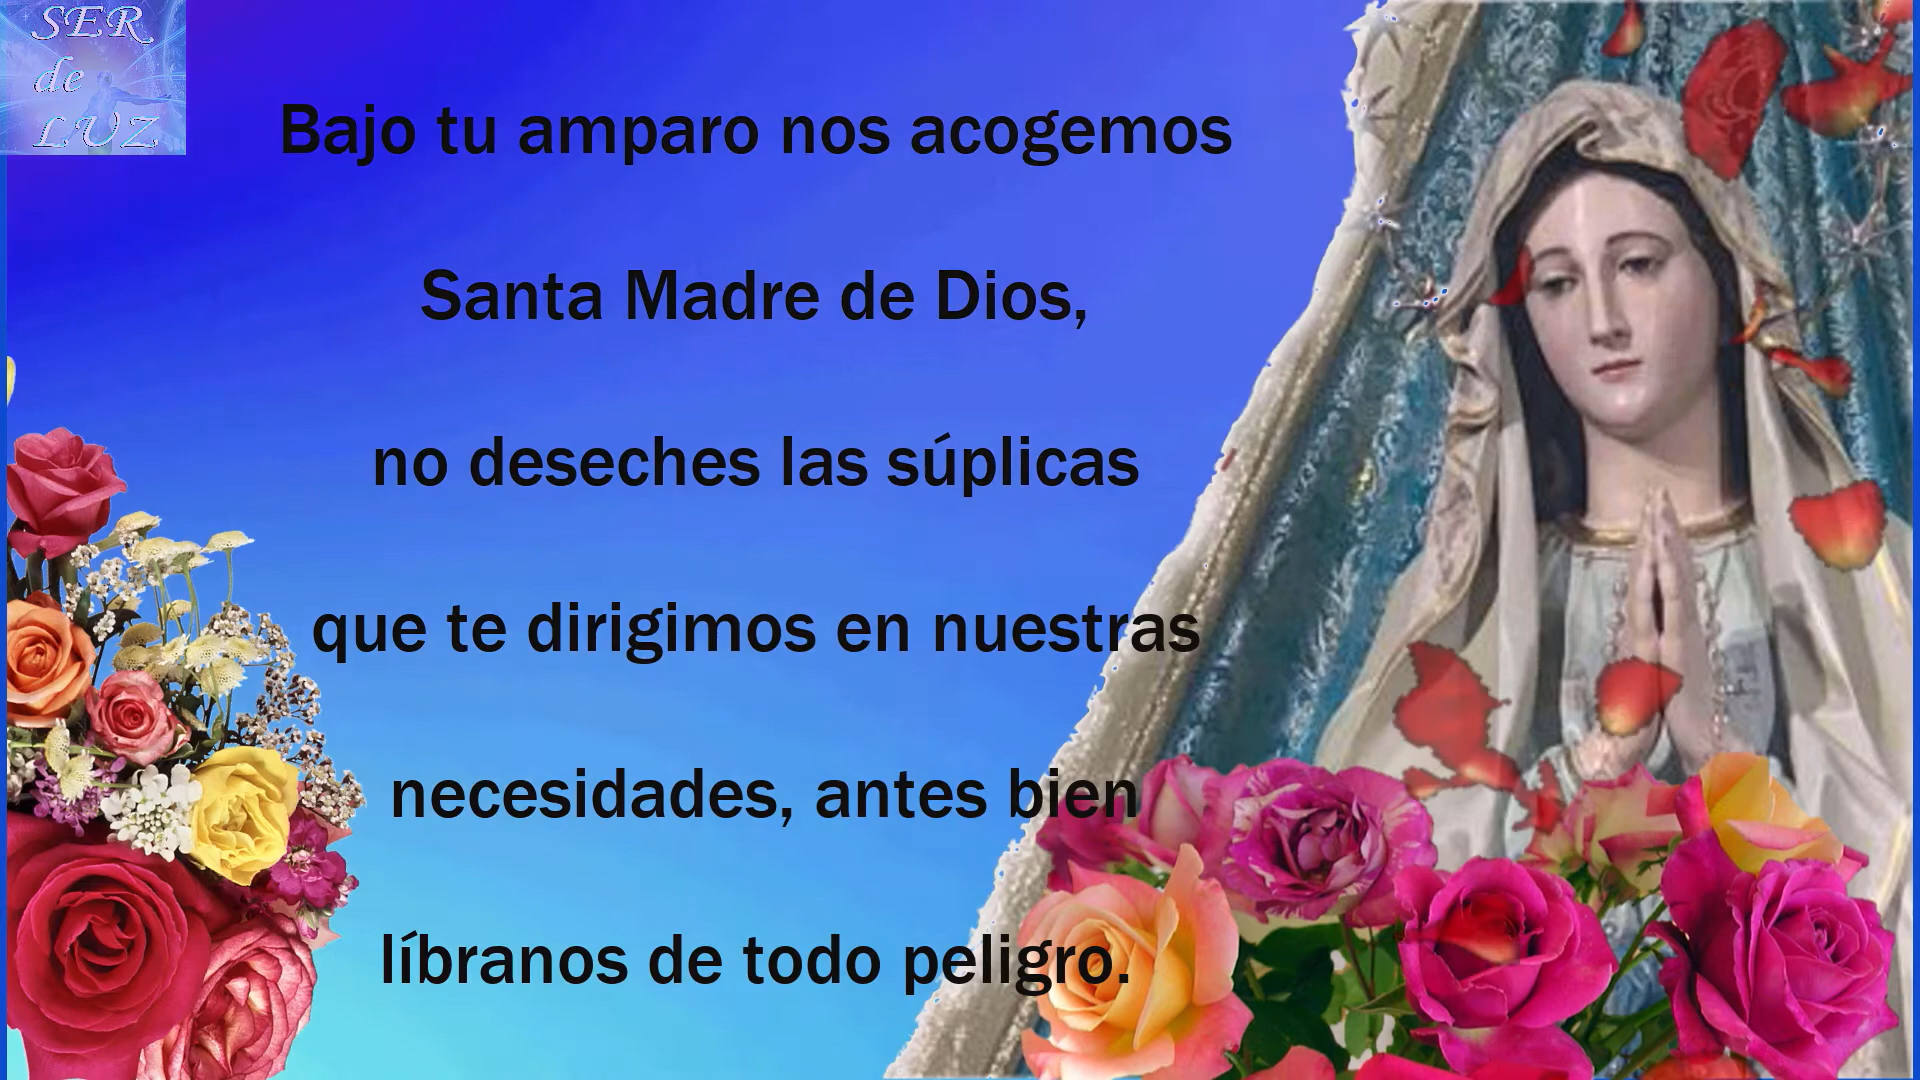 SER
de
LUZ
Bajo tu amparo nos acogemos
Santa Madre de Dios,
no deseches las súplicas
que te dirigimos en nuestras
necesidades, antes bien
líbranos de todo peligro.